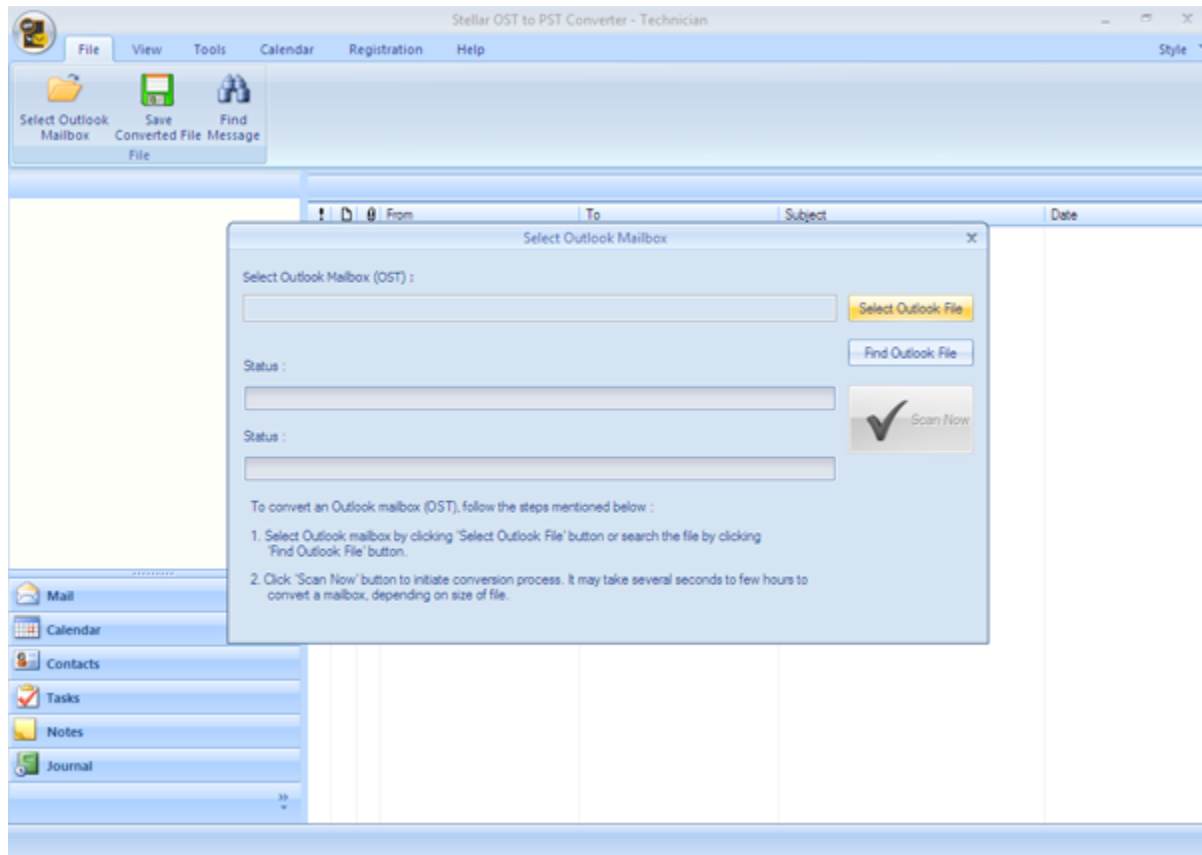 Stellar OST to PST Converter - Technician
File View Tools Calendar Registration Help Style
Select Outlook Mailbox
Save Converted File
Find Message
File
! From To Subject Date
Select Outlook Mailbox
Select Outlook Mailbox (OST) :
Select Outlook File
Find Outlook File
Status :
Scan Now
Status :
To convert an Outlook mailbox (OST), follow the steps mentioned below :
1. Select Outlook mailbox by clicking 'Select Outlook File' button or search the file by clicking
'Find Outlook File' button.
2. Click 'Scan Now' button to initiate conversion process. It may take several seconds to few hours to
convert a mailbox, depending on size of file.
Mail
Calendar
Contacts
Tasks
Notes
Journal